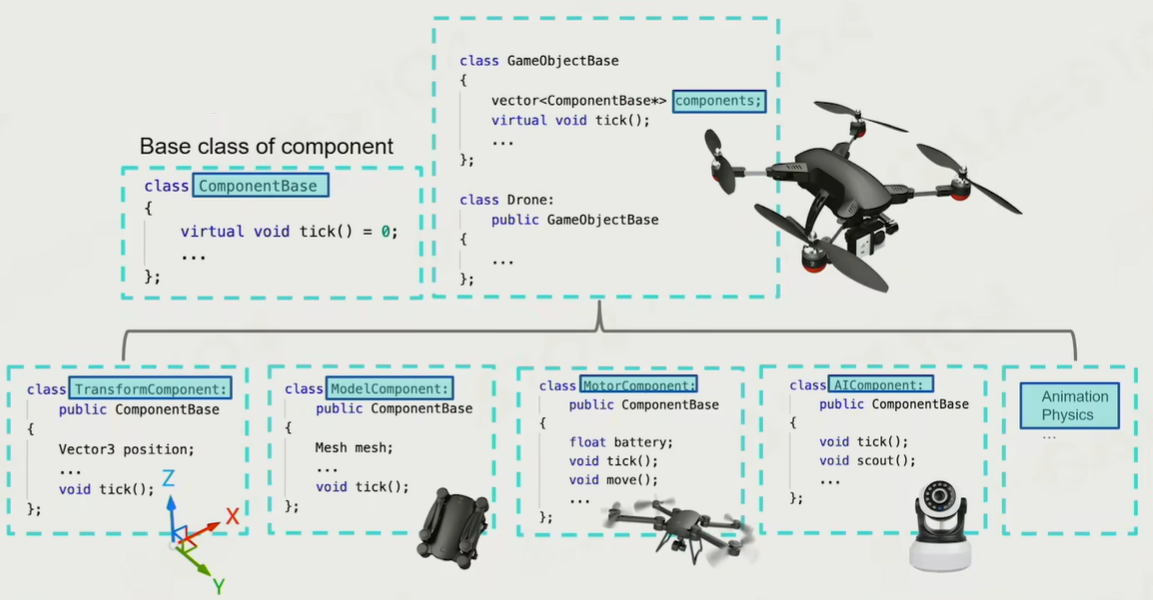 class GameObjectBase
{
vector<ComponentBase*> components;
virtual void tick();
...
};
class Drone:
public GameObjectBase
{
...
};
Base class of component
class ComponentBase
{
virtual void tick() = 0;
...
};
class TransformComponent:
public ComponentBase
{
Vector3 position;
...
void tick();
};
Z
X
Y
class ModelComponent:
public ComponentBase
{
Mesh mesh;
...
void tick();
};
class MotorComponent:
public ComponentBase
{
float battery;
void tick();
void move();
...
};
class AIComponent:
public ComponentBase
{
void tick();
void scout();
...
};
Animation
Physics
...